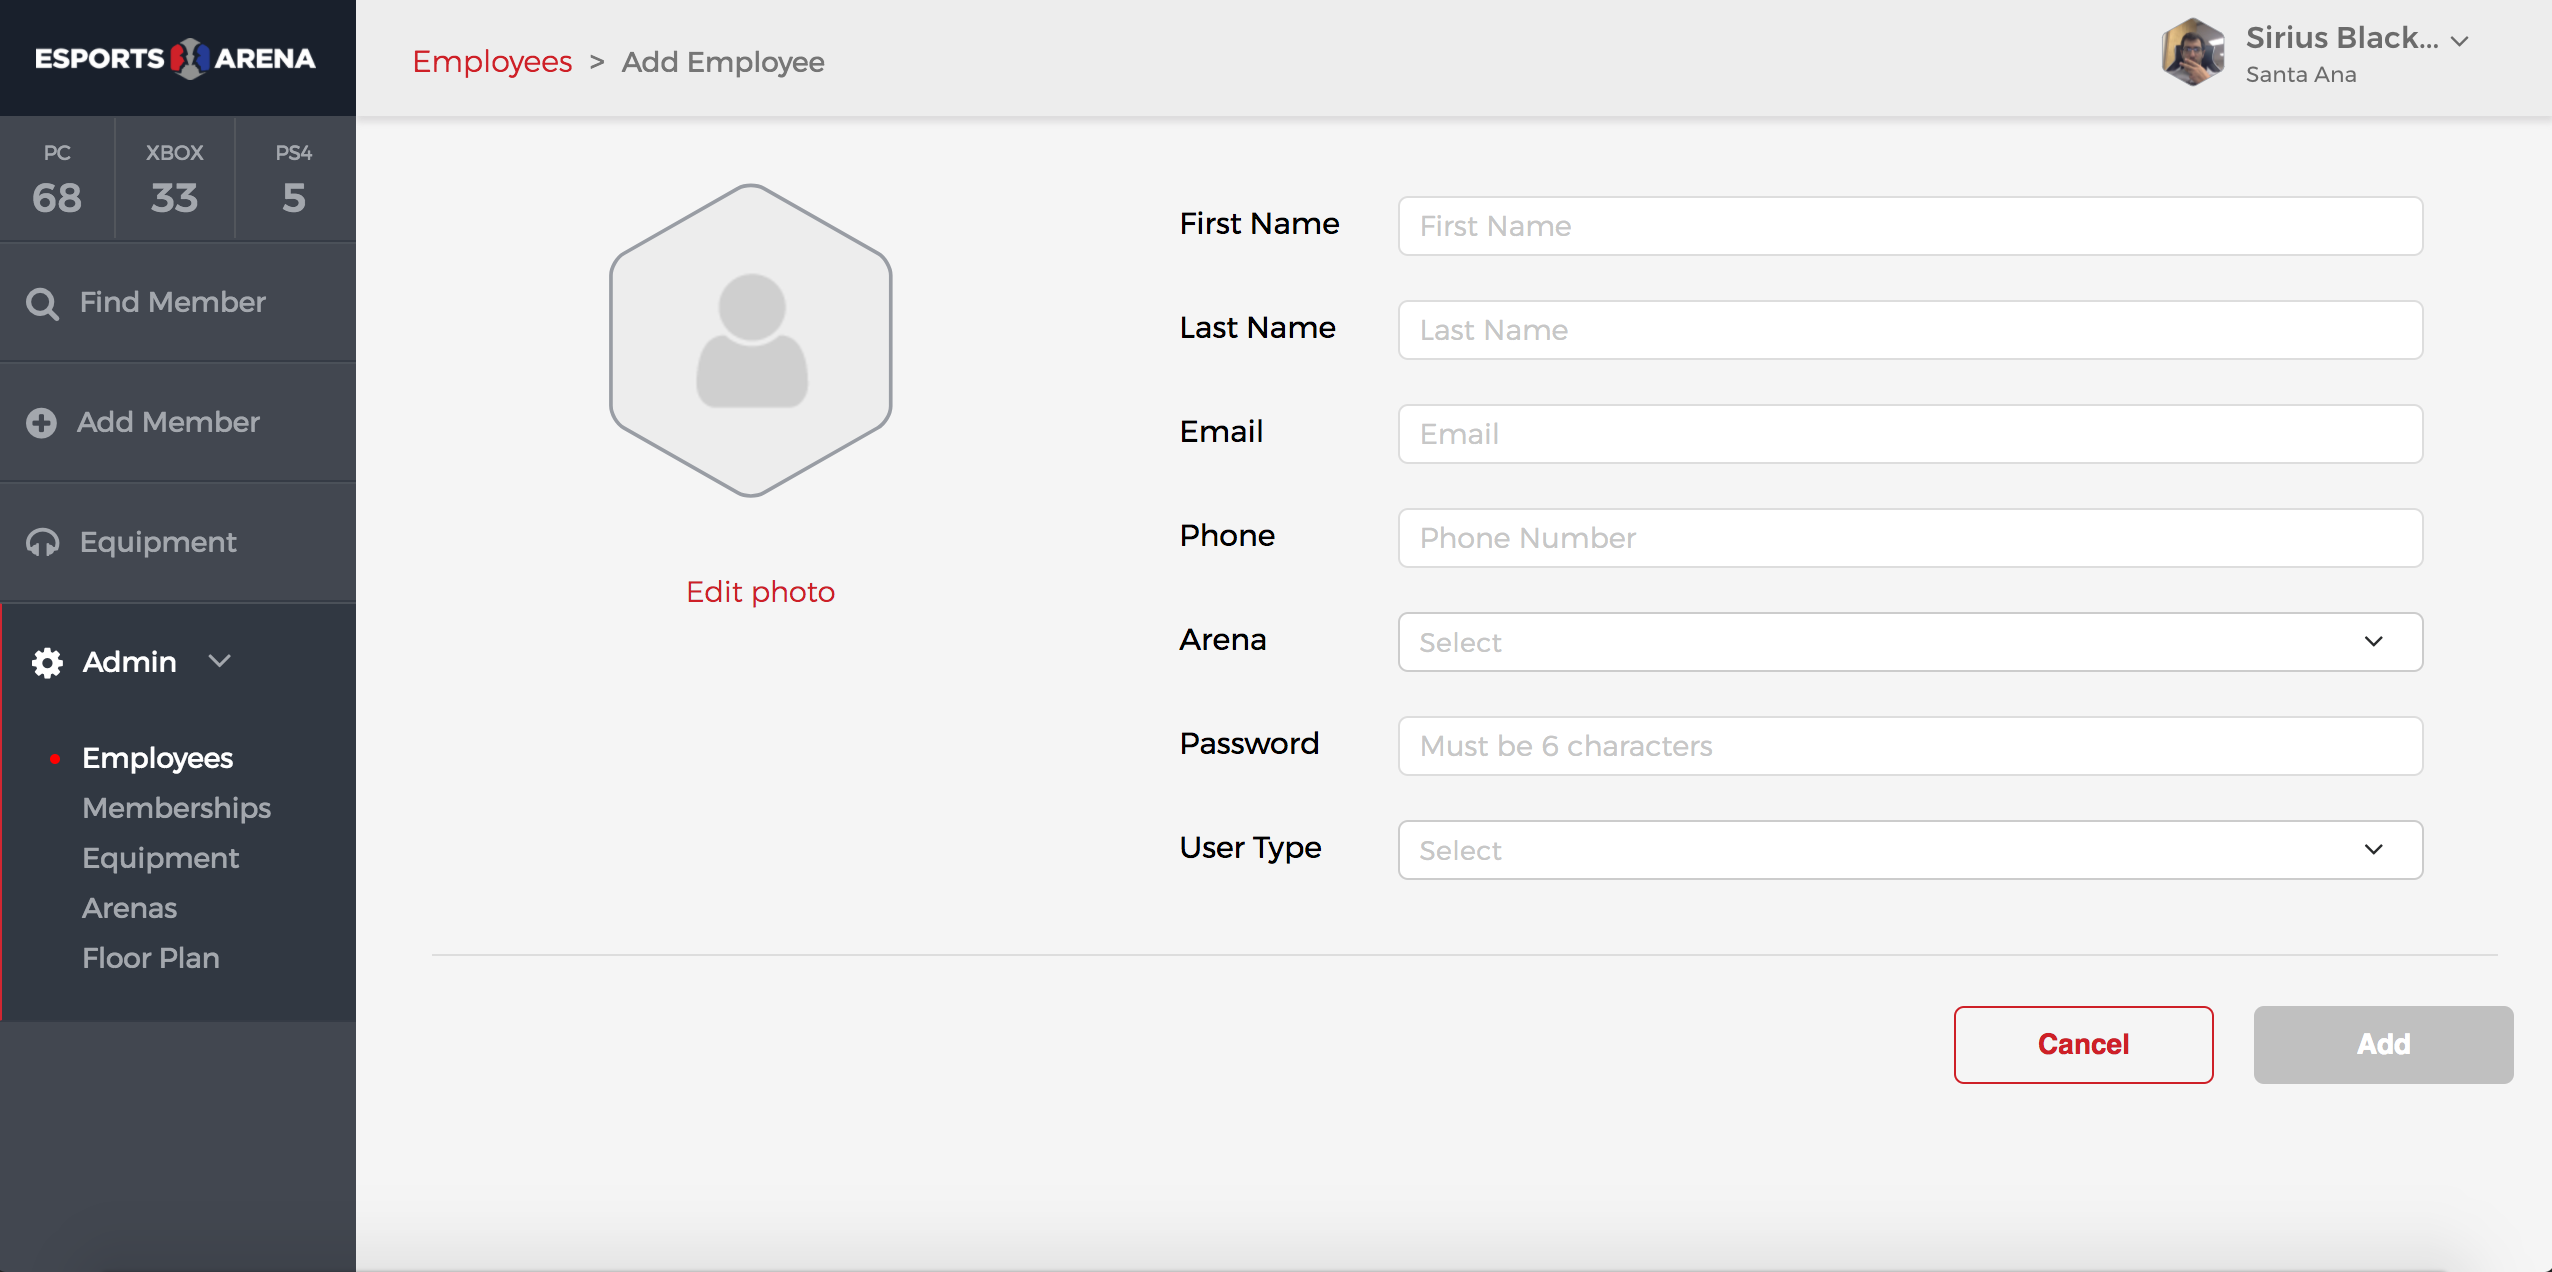 ESPORTS ARENA
Employees > Add Employee
Sirius Black...
Santa Ana
PC
68
XBOX
33
PS4
5
Find Member
Add Member
Equipment
Admin
Employees
Memberships
Equipment
Arenas
Floor Plan
Edit photo
First Name
First Name
Last Name
Last Name
Email
Email
Phone
Phone Number
Arena
Select
Password
Must be 6 characters
User Type
Select
Cancel
Add